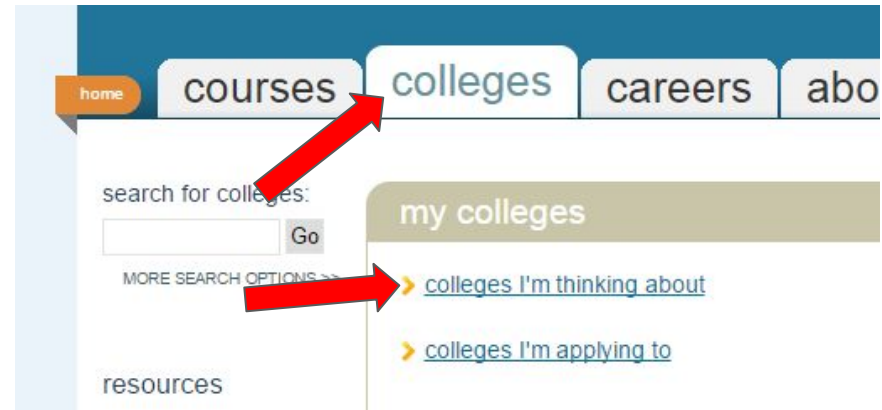 home courses colleges careers abo
search for colleges:
Go
MORE SEARCH OPTIONS >>
resources
my colleges
colleges I'm thinking about
colleges I'm applying to